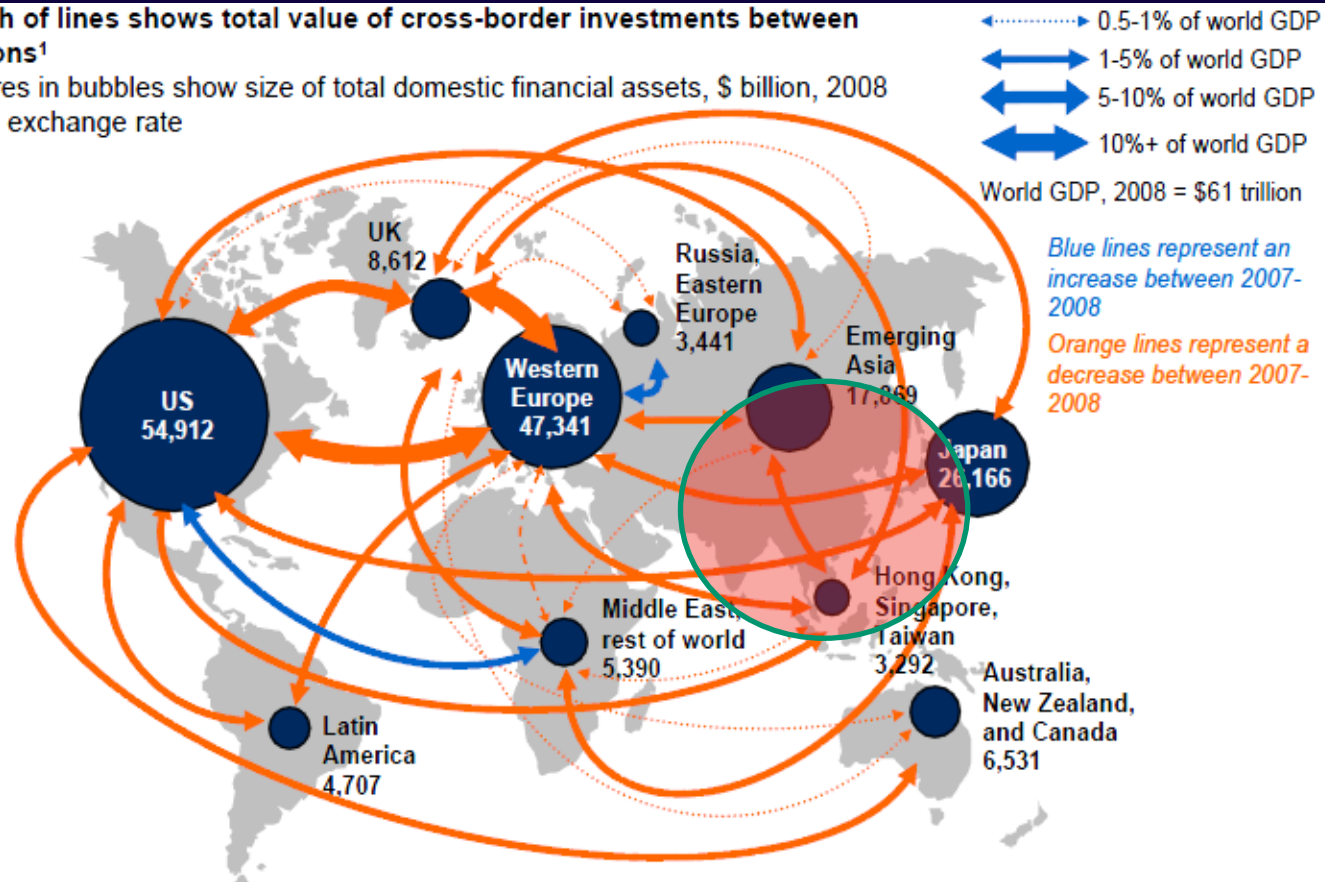 h of lines shows total value of cross-border investments between
ons¹
res in bubbles show size of total domestic financial assets, $ billion, 2008
exchange rate
0.5-1% of world GDP
1-5% of world GDP
5-10% of world GDP
10%+ of world GDP
World GDP, 2008 = $61 trillion
Blue lines represent an
increase between 2007-
2008
Orange lines represent a
decrease between 2007-
2008
UK
8,612
Russia,
Eastern
Europe
3,441
Emerging
Asia
17,869
US
54,912
Western
Europe
47,341
Japan
26,166
Hong Kong,
Singapore,
Taiwan
3,292
Middle East,
rest of world
5,390
Australia,
New Zealand,
and Canada
6,531
Latin
America
4,707